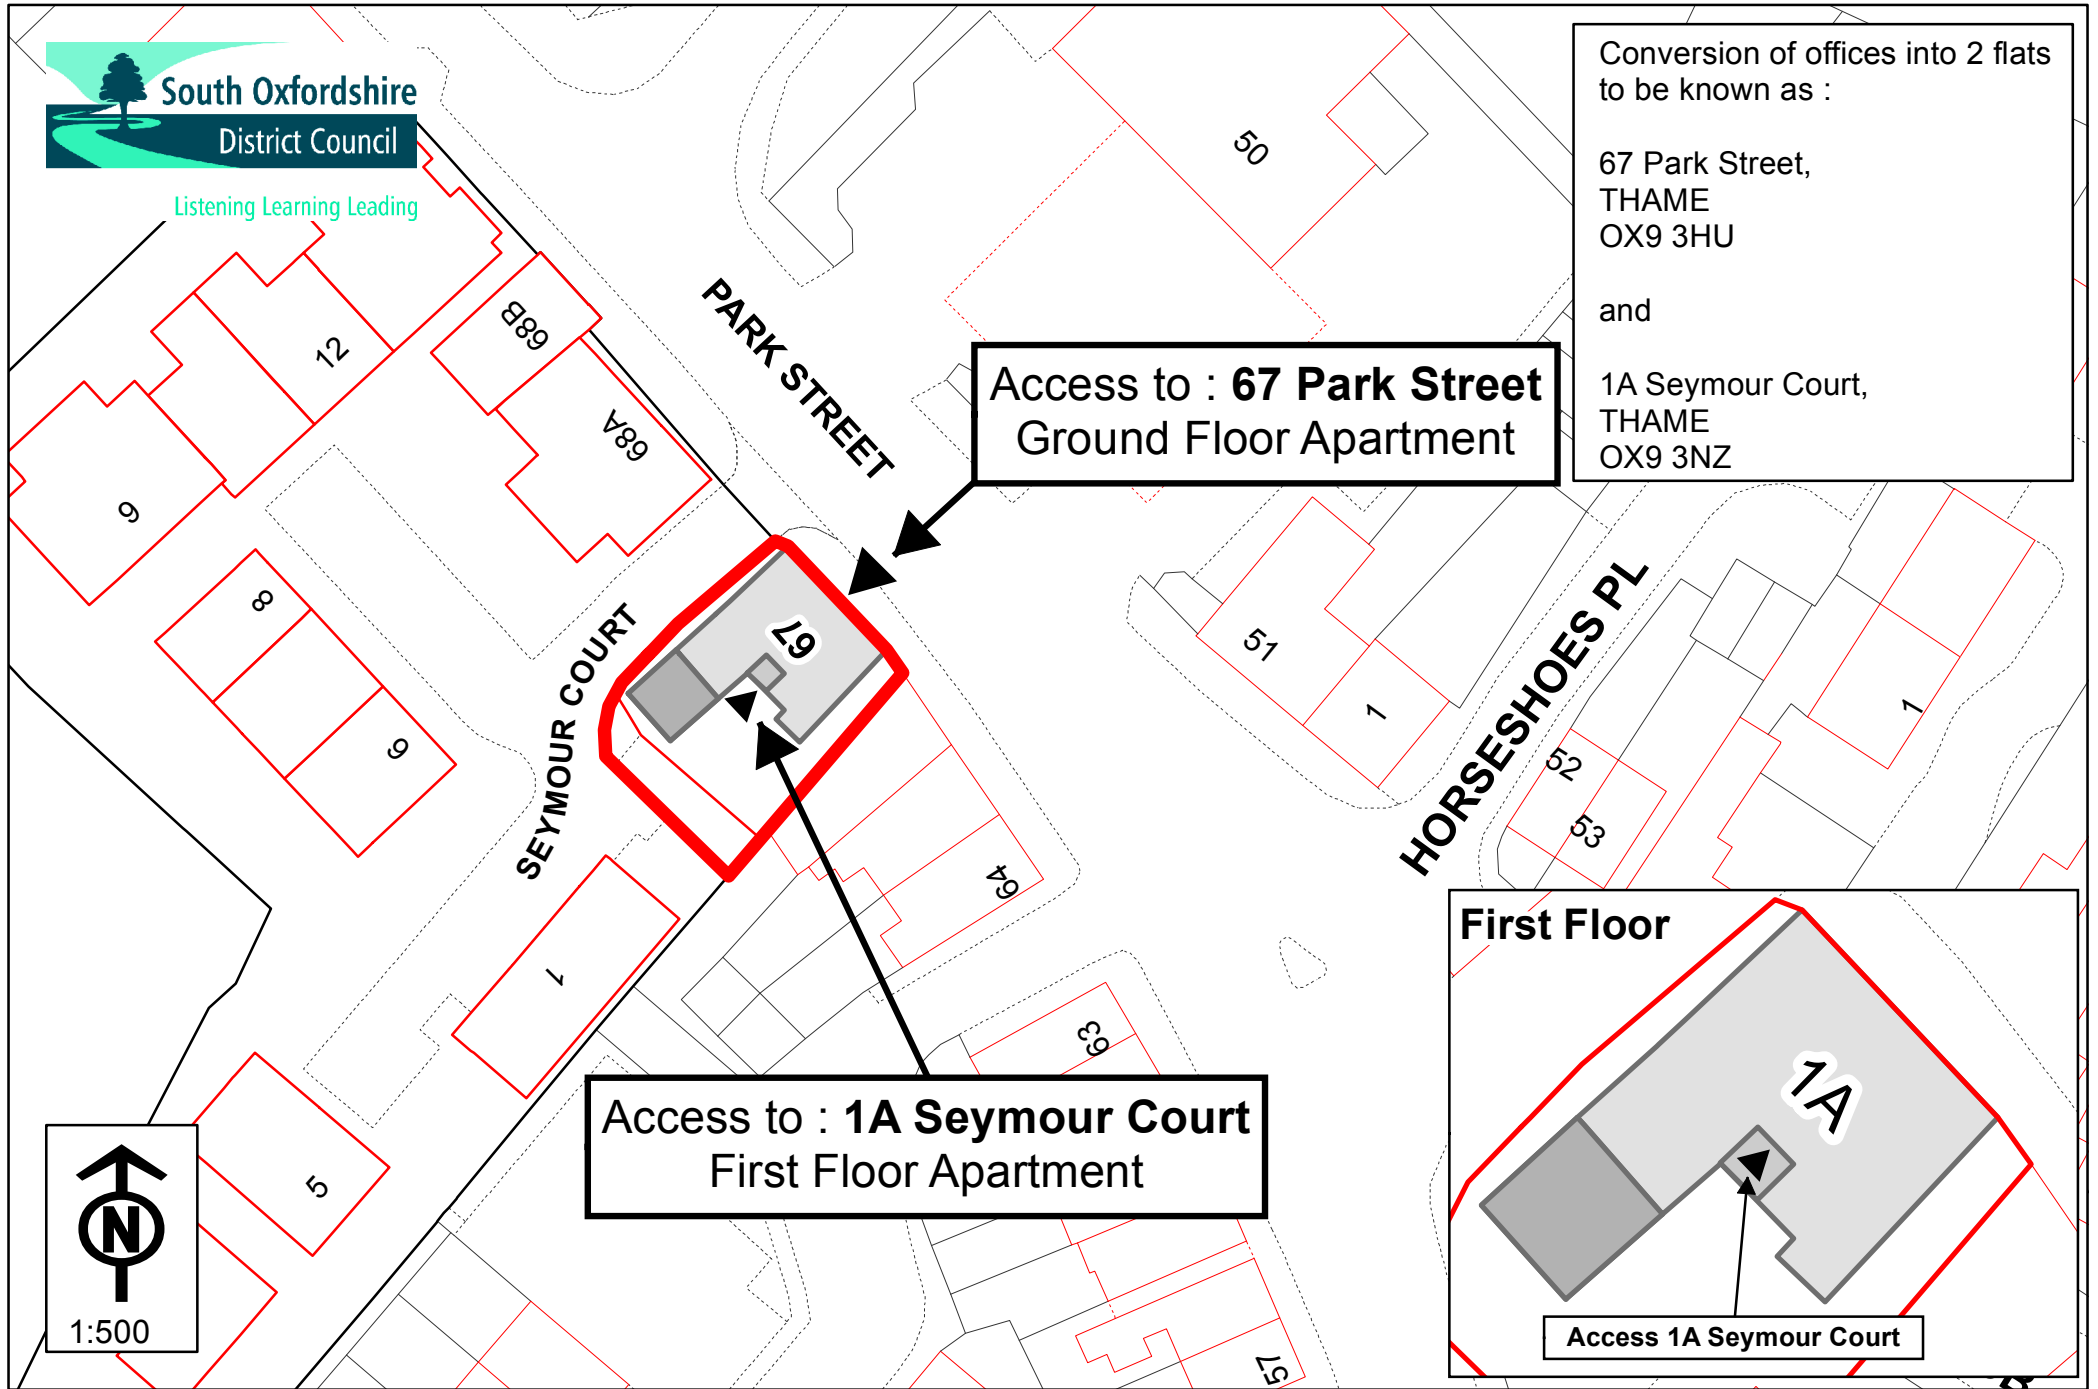 South Oxfordshire
District Council
Listening Learning Leading
Conversion of offices into 2 flats
to be known as :
67 Park Street,
THAME
OX9 3HU
and
1A Seymour Court,
THAME
OX9 3NZ
50
PARK STREET
68B
12
68A
Access to : 67 Park Street
Ground Floor Apartment
9
8
6
SEYMOUR COURT
67
51
1
HORSESHOES PL
1
52
53
64
1
63
5
57
Access to : 1A Seymour Court
First Floor Apartment
First Floor
1A
Access 1A Seymour Court
N
1:500